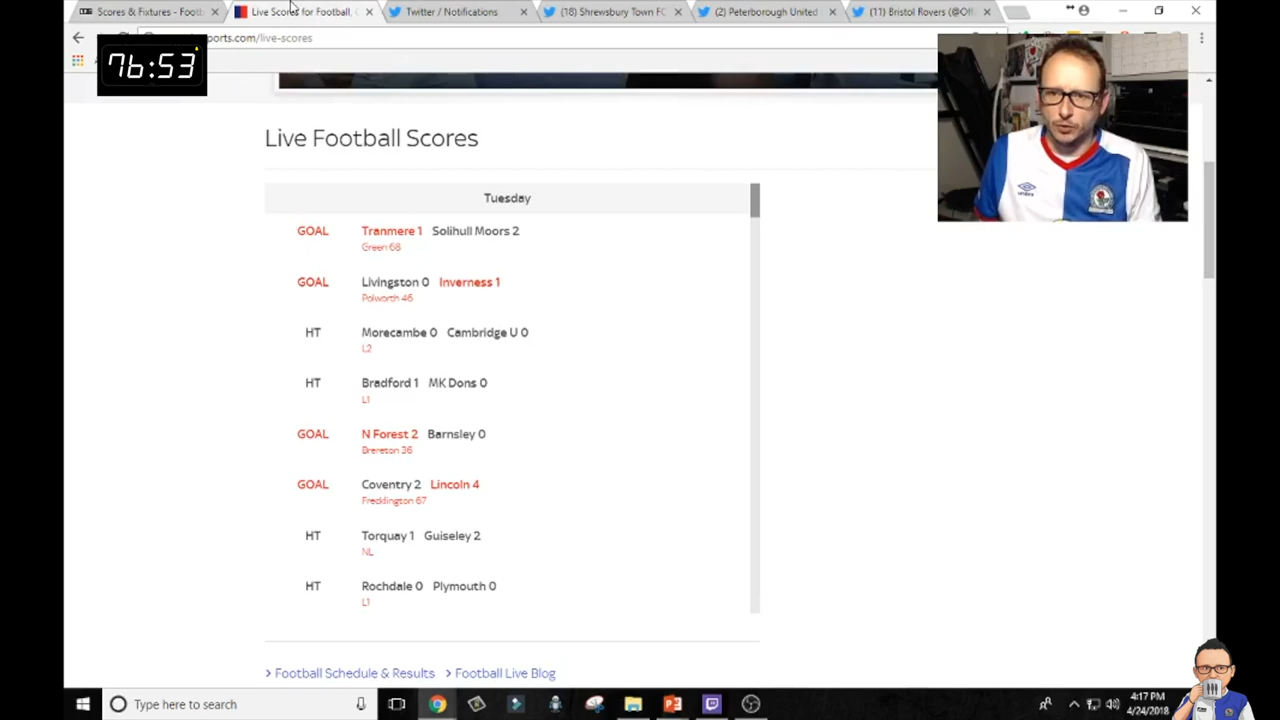 Scores & Fixtures - Footb
Live Scores for Football, C
Twitter / Notifications
(18) Shrewsbury Town FC
(2) Peterborough United
(11) Bristol Rovers (@Offi
ports.com/live-scores
76:53
Live Football Scores
Tuesday
GOAL Tranmere 1 Solihull Moors 2
Green 68
GOAL Livingston 0 Inverness 1
Polworth 46
HT Morecambe 0 Cambridge U 0
L2
HT Bradford 1 MK Dons 0
L1
GOAL N Forest 2 Barnsley 0
Brereton 36
GOAL Coventry 2 Lincoln 4
Frecklington 67
HT Torquay 1 Guiseley 2
NL
HT Rochdale 0 Plymouth 0
L1
Football Schedule & Results
Football Live Blog
Type here to search
4:17 PM
4/24/2018